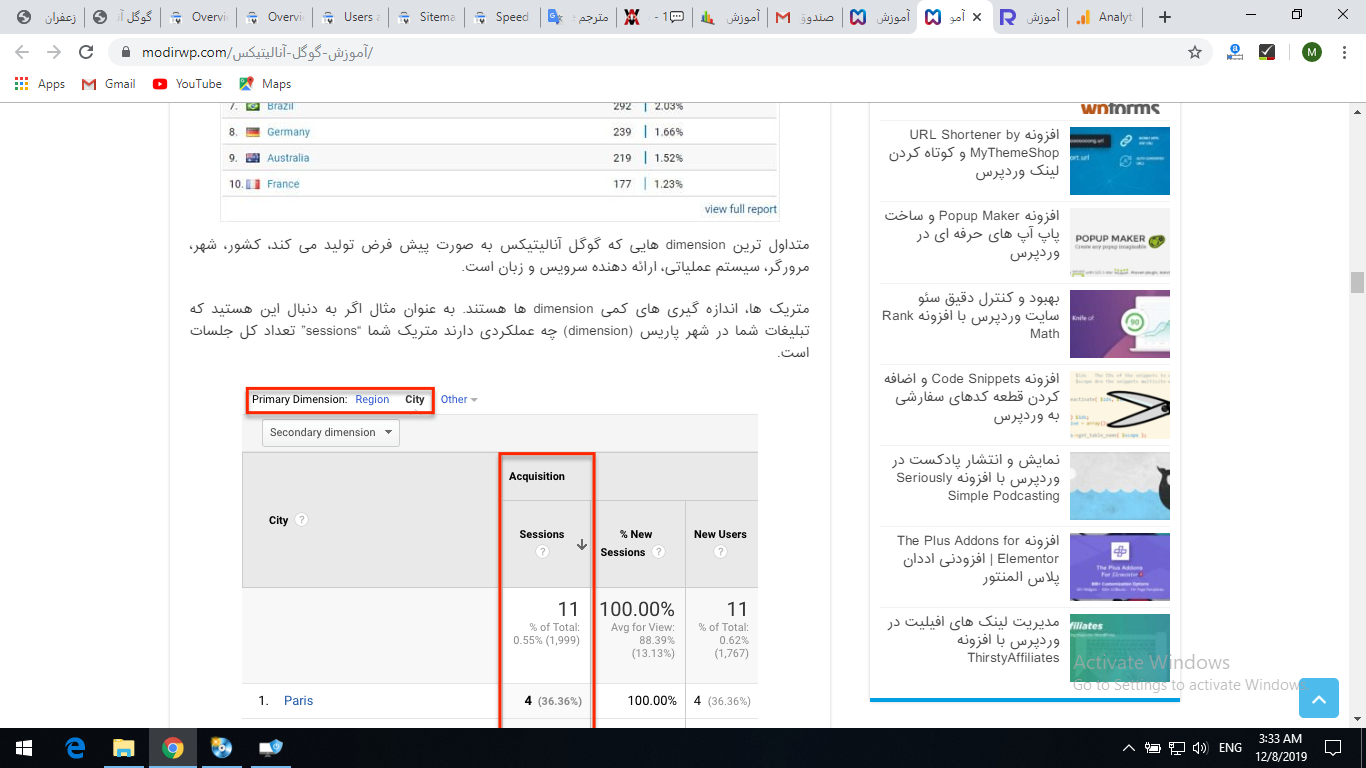 زعفران
Overvi
Overvi
Users a
Sitema
Speed
مترجم
1 -
آموزش
صندوق
آموزش
آمو
آموزش
Analyt
modirwp.com/آموزش-گوگل-آنالیتیکس/
M
Apps
Gmail
YouTube
Maps
7. Brazil 292 2.03%
8. Germany 239 1.66%
9. Australia 219 1.52%
10. France 177 1.23%
view full report
متداول ترین dimension هایی که گوگل آنالیتیکس به صورت پیش فرض تولید می کند، کشور، شهر،
مرورگر، سیستم عملیاتی، ارائه دهنده سرویس و زبان است.
متریک ها، اندازه گیری های کمی dimension ها هستند. به عنوان مثال اگر به دنبال این هستید که
تبلیغات شما در شهر پاریس (dimension) چه عملکردی دارند متریک شما “sessions” تعداد کل جلسات
است.
Primary Dimension: Region City Other
Secondary dimension
Acquisition
City
Sessions
% New
Sessions
New Users
11 100.00% 11
% of Total: Avg for View: % of Total:
0.55% (1,999) 88.39% 0.62%
(13.13%) (1,767)
1. Paris 4 (36.36%) 100.00% 4 (36.36%)
wpforms
افزونه URL Shortener by
MyThemeShop و کوتاه کردن
لینک وردپرس
افزونه Popup Maker و ساخت
پاپ آپ های حرفه ای در
وردپرس
POPUP MAKER
بهبود و کنترل دقیق سئو
سایت وردپرس با افزونه Rank
Math
90
افزونه Code Snippets و اضافه
کردن قطعه کدهای سفارشی
به وردپرس
نمایش و انتشار پادکست در
وردپرس با افزونه Seriously
Simple Podcasting
افزونه The Plus Addons for
Elementor | افزودنی اددان
پلاس المنتور
The Plus Addons
For Elementor
مدیریت لینک های افیلیت در
وردپرس با افزونه
ThirstyAffiliates
ffiliates
Activate Windows
Go to Settings to activate Windows.
ENG
3:33 AM
12/8/2019